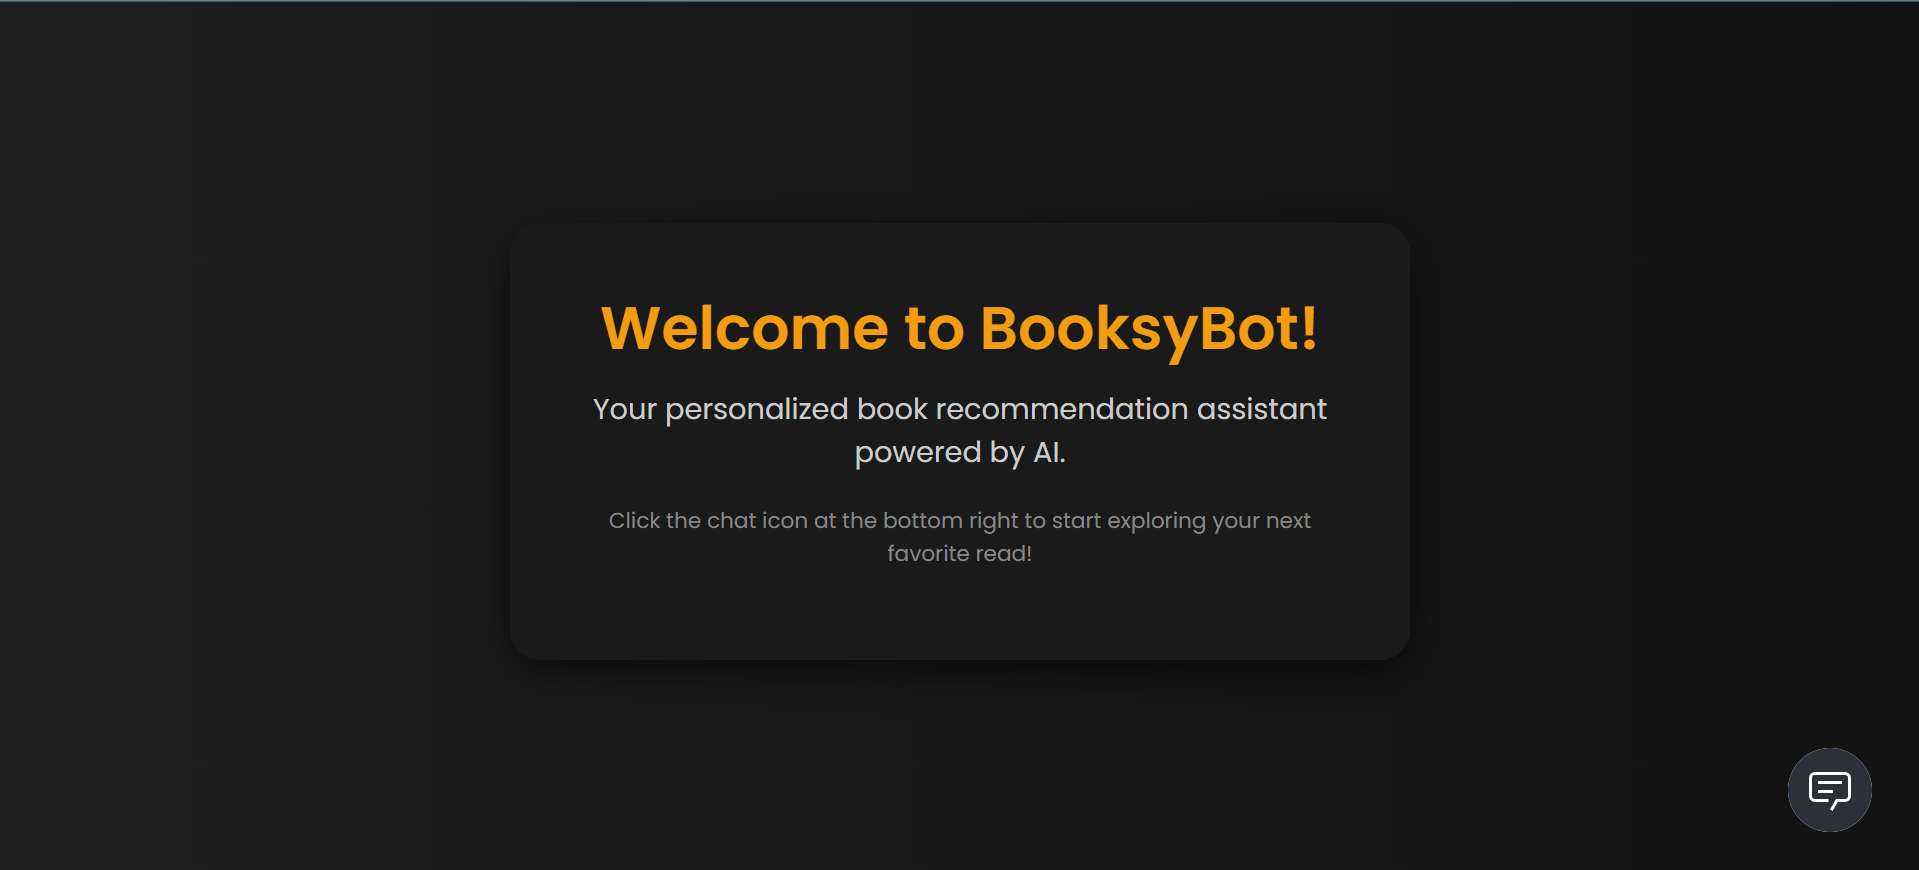 Welcome to BooksyBot!
Your personalized book recommendation assistant
powered by AI.
Click the chat icon at the bottom right to start exploring your next
favorite read!